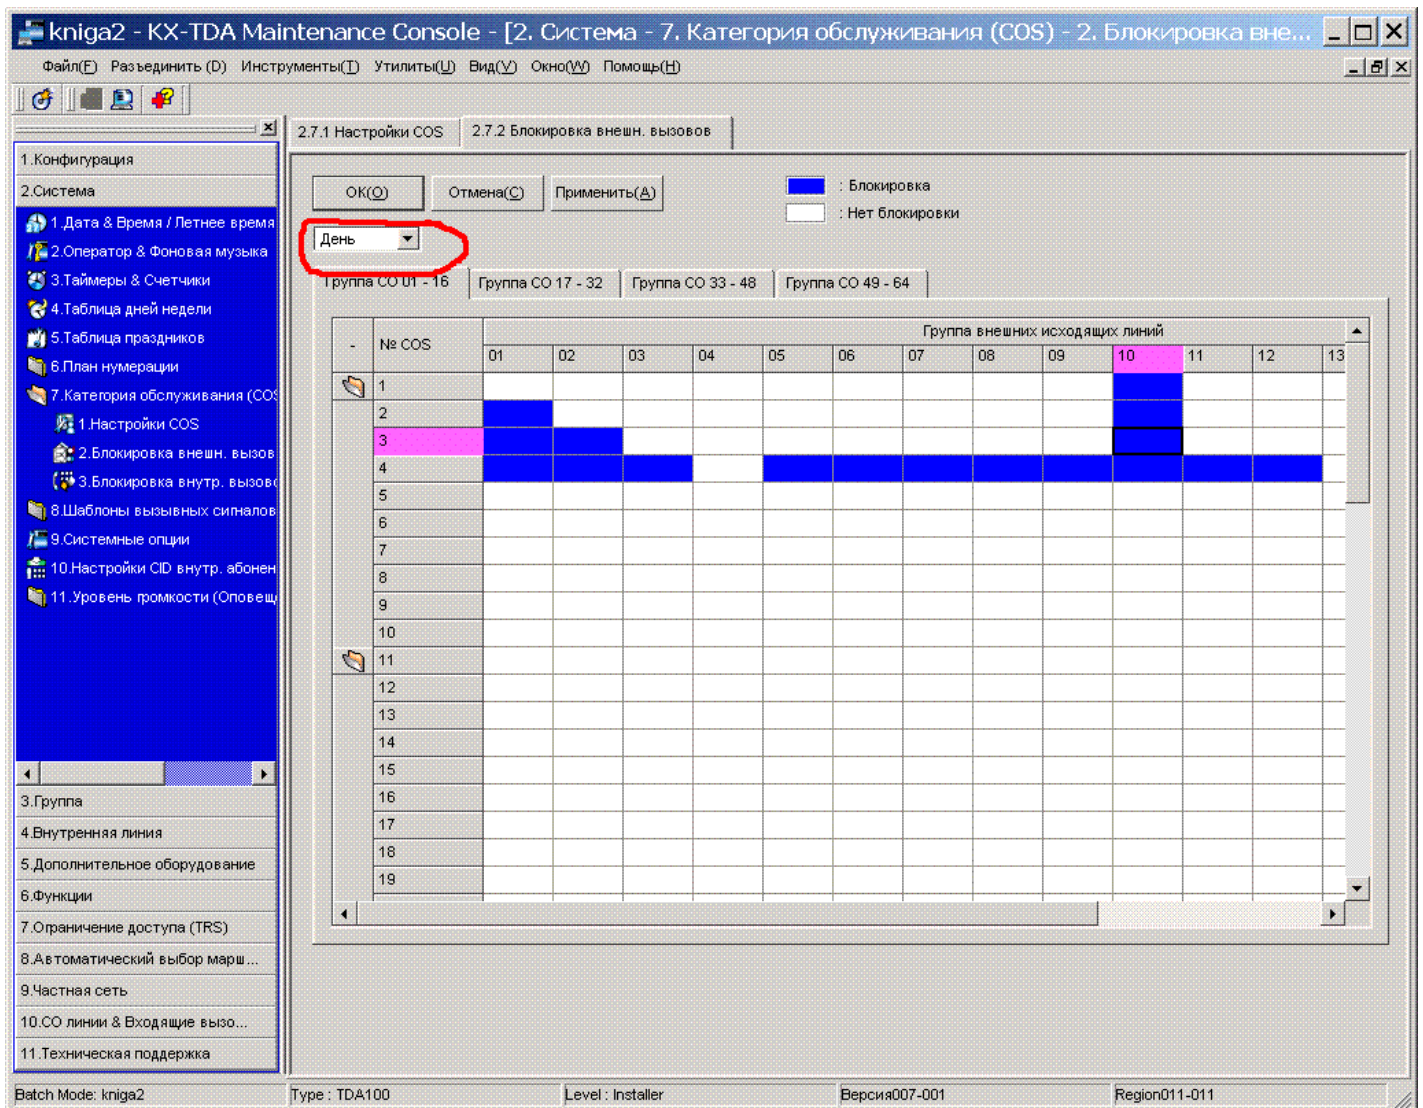 kniga2 - KX-TDA Maintenance Console - [2. Система - 7. Категория обслуживания (COS) - 2. Блокировка вне...
Файл(F) Разъединить (D) Инструменты(T) Утилиты(U) Вид(V) Окно(W) Помощь(H)
2.7.1 Настройки COS 2.7.2 Блокировка внешн. вызовов
1.Конфигурация
2.Система
1.Дата & Время / Летнее время
2.Оператор & Фоновая музыка
3.Таймеры & Счетчики
4.Таблица дней недели
5.Таблица праздников
6.План нумерации
7.Категория обслуживания (COS
1.Настройки COS
2.Блокировка внешн. вызов
3.Блокировка внутр. вызово
8.Шаблоны вызывных сигналов
9.Системные опции
10.Настройки CID внутр. абонен
11.Уровень громкости (Оповещ
3.Группа
4.Внутренняя линия
5.Дополнительное оборудование
6.Функции
7.Ограничение доступа (TRS)
8.Автоматический выбор марш...
9.Частная сеть
10.CO линии & Входящие вызо...
11.Техническая поддержка
ОК(O) Отмена(C) Применить(A)
: Блокировка
: Нет блокировки
День
Группа CO 01 - 16 Группа CO 17 - 32 Группа CO 33 - 48 Группа CO 49 - 64
- № COS Группа внешних исходящих линий
01 02 03 04 05 06 07 08 09 10 11 12 13
1
2
3
4
5
6
7
8
9
10
11
12
13
14
15
16
17
18
19
Batch Mode: kniga2 Type : TDA100 Level : Installer Версия007-001 Region011-011